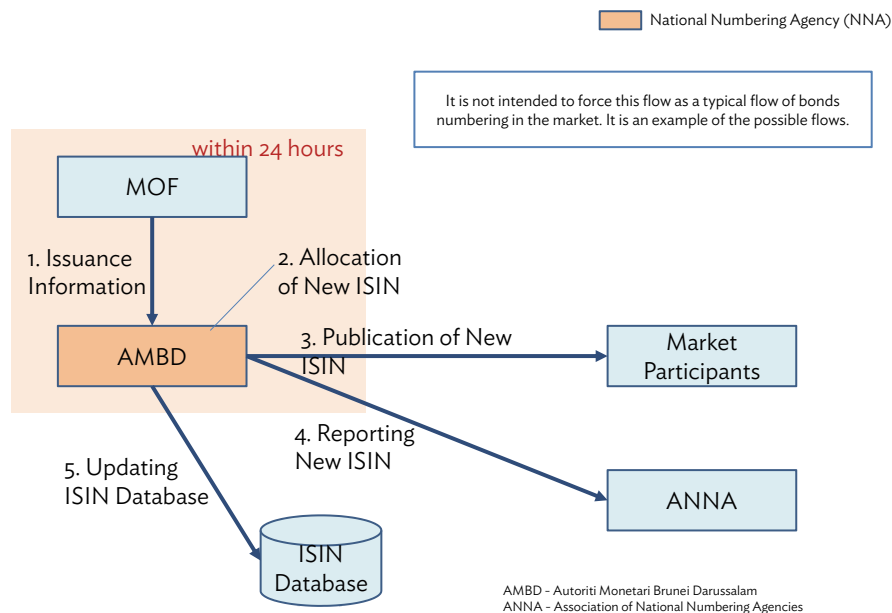 National Numbering Agency (NNA)
It is not intended to force this flow as a typical flow of bonds
numbering in the market. It is an example of the possible flows.
within 24 hours
MOF
1. Issuance
Information
2. Allocation
of New ISIN
AMBD
3. Publication of New
ISIN
Market
Participants
4. Reporting
New ISIN
5. Updating
ISIN Database
ANNA
ISIN
Database
AMBD - Autoriti Monetari Brunei Darussalam
ANNA - Association of National Numbering Agencies